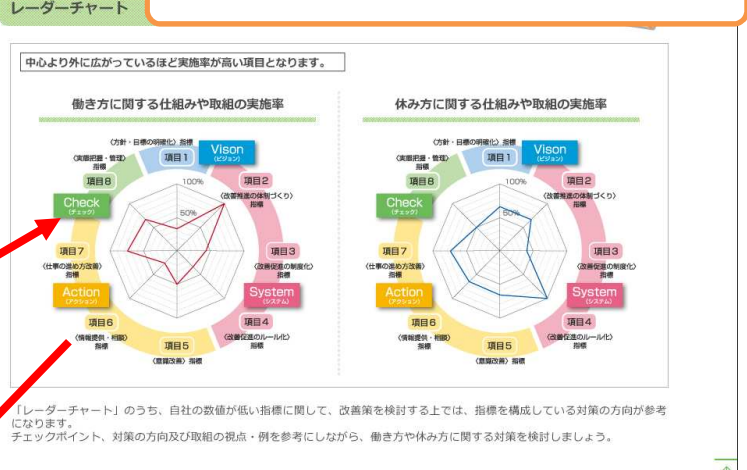 レーダーチャート
中心より外に広がっているほど実施率が高い項目となります。
働き方に関する仕組みや取組の実施率
〈方針・目標の明確化〉指標
項目1
Vison
(ビジョン)
項目2
〈改善推進の体制づくり〉
指標
項目3
〈改善促進の制度化〉
指標
System
(システム)
項目4
〈改善促進のルール化〉
指標
項目5
〈意識改善〉指標
項目6
〈情報提供・相談〉
指標
Action
(アクション)
項目7
〈仕事の進め方改善〉
指標
Check
(チェック)
項目8
〈実態把握・管理〉
指標
100%
50%
休み方に関する仕組みや取組の実施率
〈方針・目標の明確化〉指標
項目1
Vison
(ビジョン)
項目2
〈改善推進の体制づくり〉
指標
項目3
〈改善促進の制度化〉
指標
System
(システム)
項目4
〈改善促進のルール化〉
指標
項目5
〈意識改善〉指標
項目6
〈情報提供・相談〉
指標
Action
(アクション)
項目7
〈仕事の進め方改善〉
指標
Check
(チェック)
項目8
〈実態把握・管理〉
指標
100%
50%
「レーダーチャート」のうち、自社の数値が低い指標に関して、改善策を検討する上では、指標を構成している対策の方向が参考
になります。
チェックポイント、対策の方向及び取組の視点・例を参考にしながら、働き方や休み方に関する対策を検討しましょう。